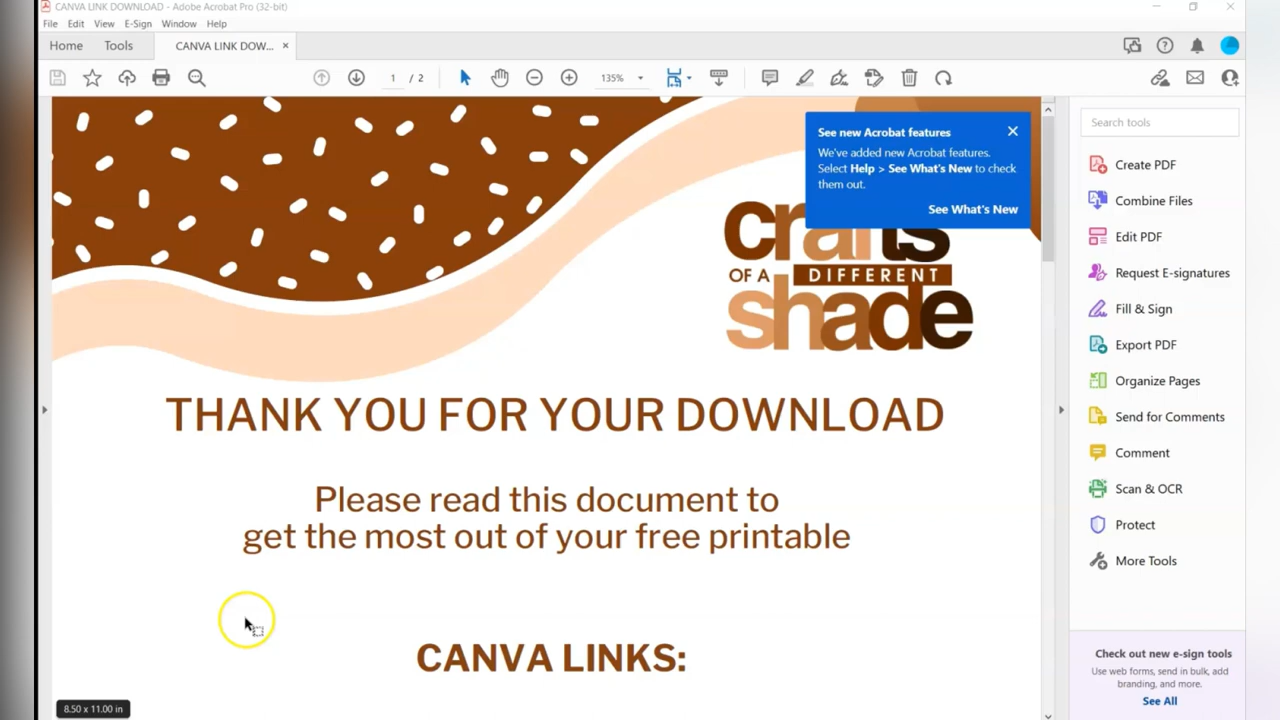 CANVA LINK DOWNLOAD - Adobe Acrobat Pro (32-bit)
File Edit View E-Sign Window Help
Home Tools CANVA LINK DOW... ×
1 / 2 135%
Search tools
See new Acrobat features
We've added new Acrobat features.
Select Help > See What's New to check
them out.
See What's New
crafts
OF A DIFFERENT
shade
THANK YOU FOR YOUR DOWNLOAD
Please read this document to
get the most out of your free printable
CANVA LINKS:
8.50 x 11.00 in
Create PDF
Combine Files
Edit PDF
Request E-signatures
Fill & Sign
Export PDF
Organize Pages
Send for Comments
Comment
Scan & OCR
Protect
More Tools
Check out new e-sign tools
Use web forms, send in bulk, add
branding, and more.
See All